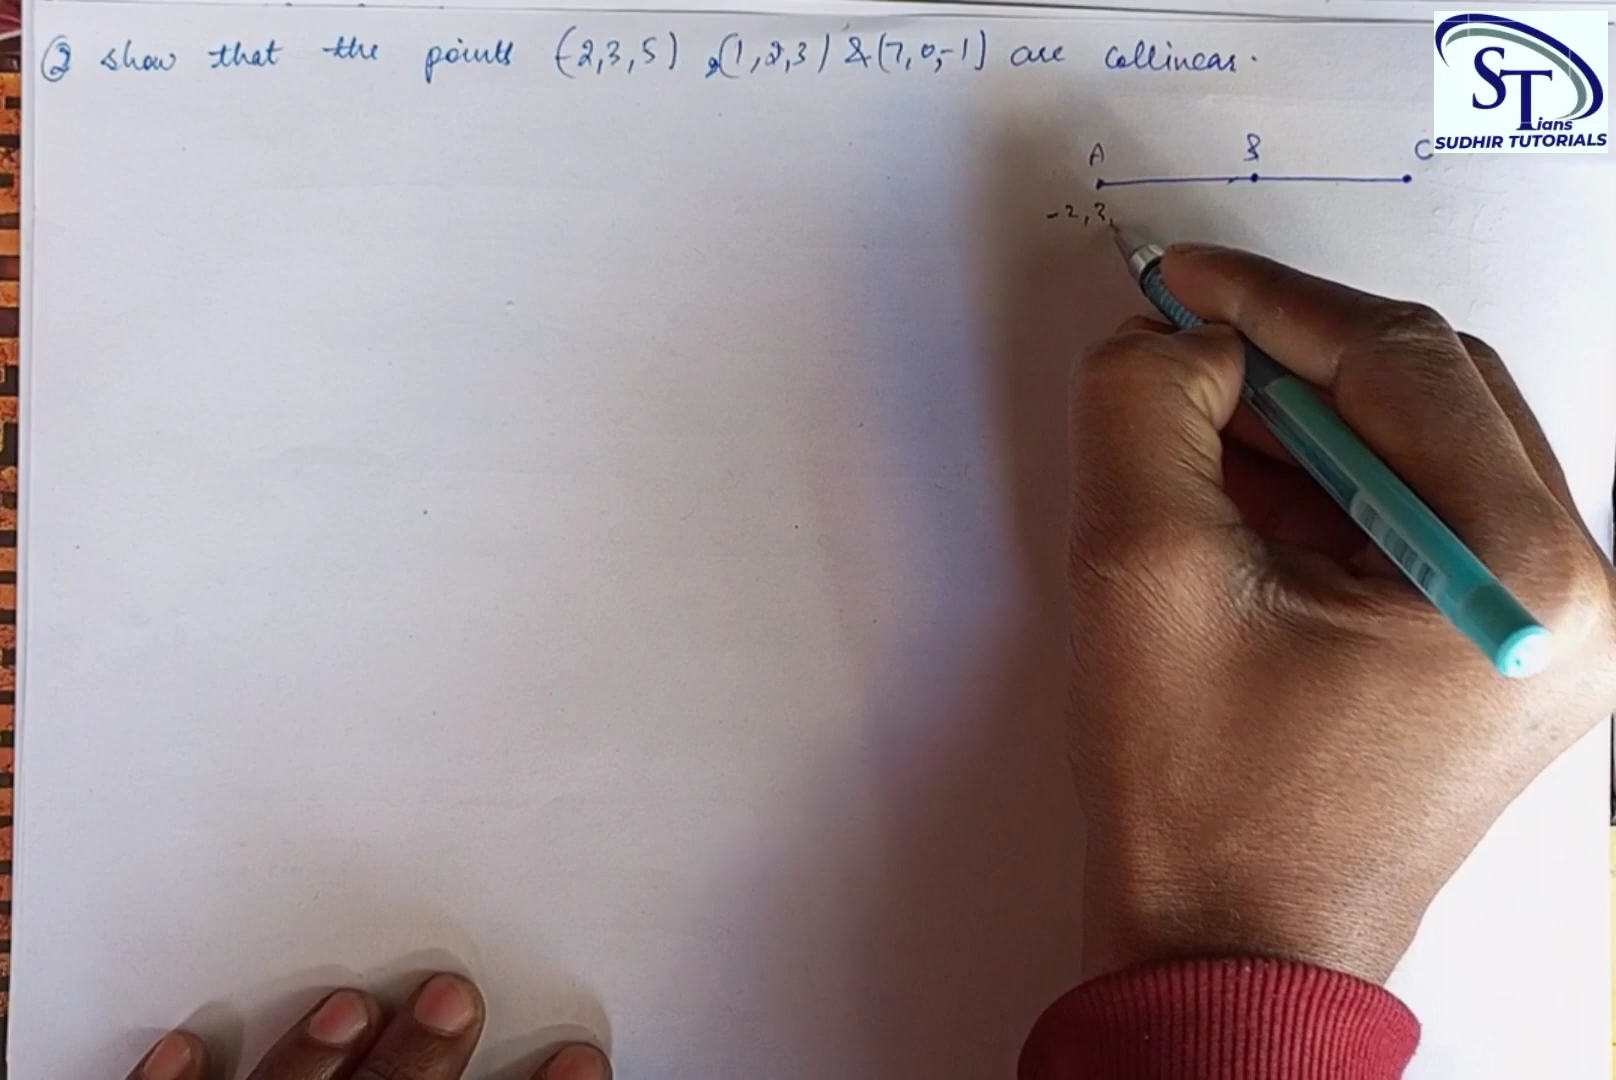 Q show that the points (-2,3,5) , (1,2,3) & (7,0,-1) are collinear.
A B C
-2, 3,
ST
ians
SUDHIR TUTORIALS